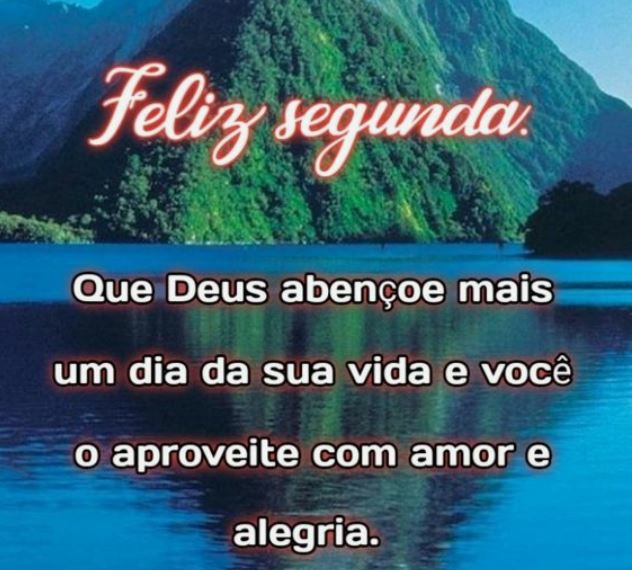 Feliz segunda.
Que Deus abençoe mais
um dia da sua vida e você
o aproveite com amor e
alegria.